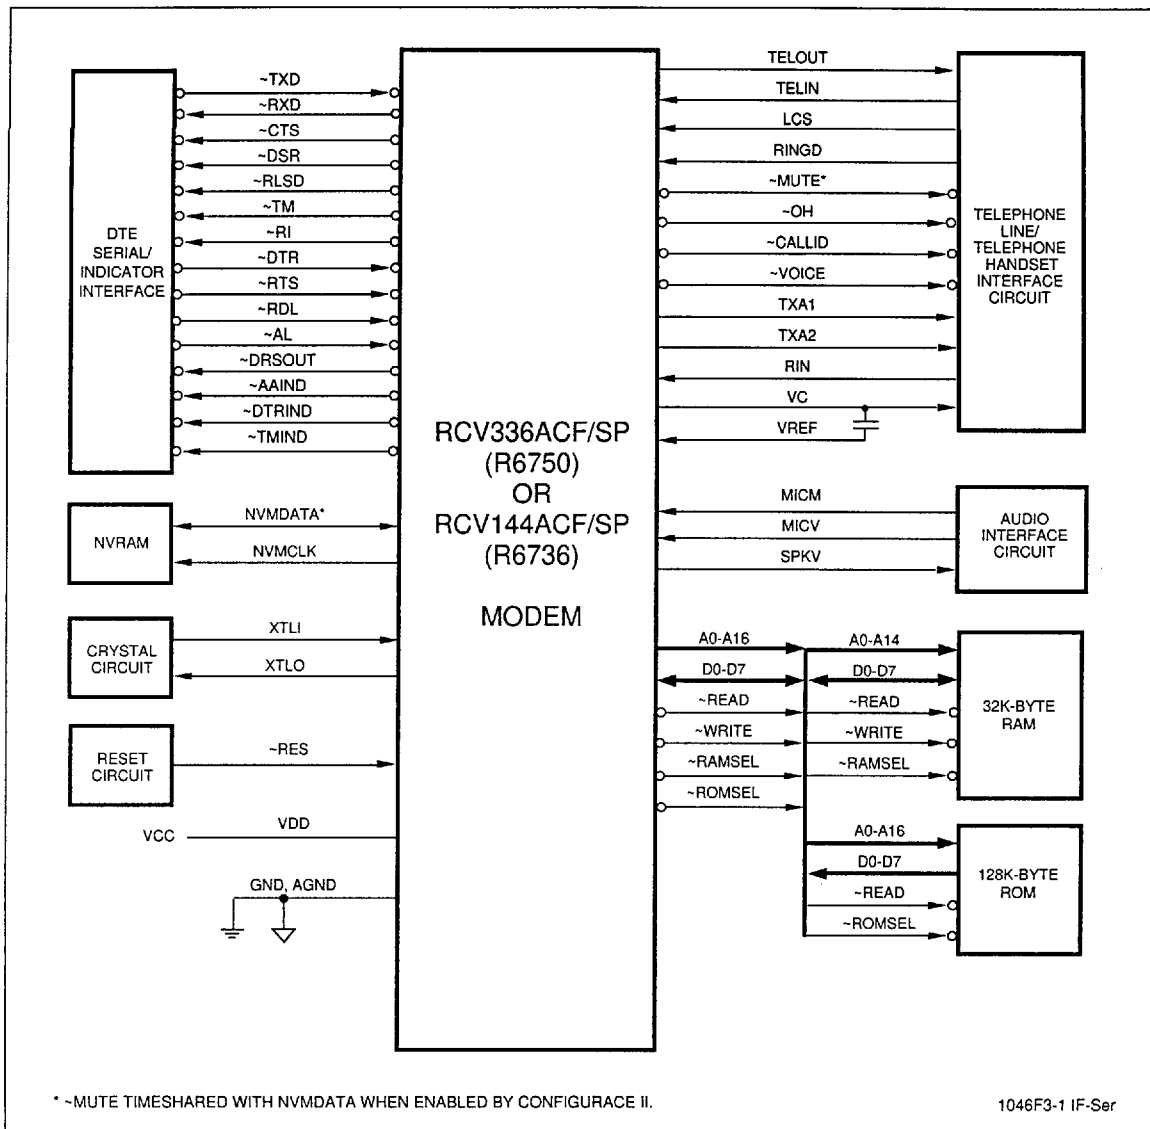 ~TXD
~RXD
~CTS
~DSR
~RLSD
~TM
~RI
~DTR
~RTS
~RDL
~AL
~DRSOUT
~AAIND
~DTRIND
~TMIND
DTE
SERIAL/
INDICATOR
INTERFACE
NVRAM
NVMDATA*
NVMCLK
CRYSTAL
CIRCUIT
XTLI
XTLO
RESET
CIRCUIT
~RES
VCC
VDD
GND, AGND
RCV336ACF/SP
(R6750)
OR
RCV144ACF/SP
(R6736)
MODEM
TELOUT
TELIN
LCS
RINGD
~MUTE*
~OH
~CALLID
~VOICE
TXA1
TXA2
RIN
VC
VREF
TELEPHONE
LINE/
TELEPHONE
HANDSET
INTERFACE
CIRCUIT
MICM
MICV
SPKV
AUDIO
INTERFACE
CIRCUIT
A0-A16
D0-D7
~READ
~WRITE
~RAMSEL
~ROMSEL
A0-A14
D0-D7
~READ
~WRITE
~RAMSEL
32K-BYTE
RAM
A0-A16
D0-D7
~READ
~ROMSEL
128K-BYTE
ROM
* ~MUTE TIMESHARED WITH NVMDATA WHEN ENABLED BY CONFIGURACE II.
1046F3-1 IF-Ser